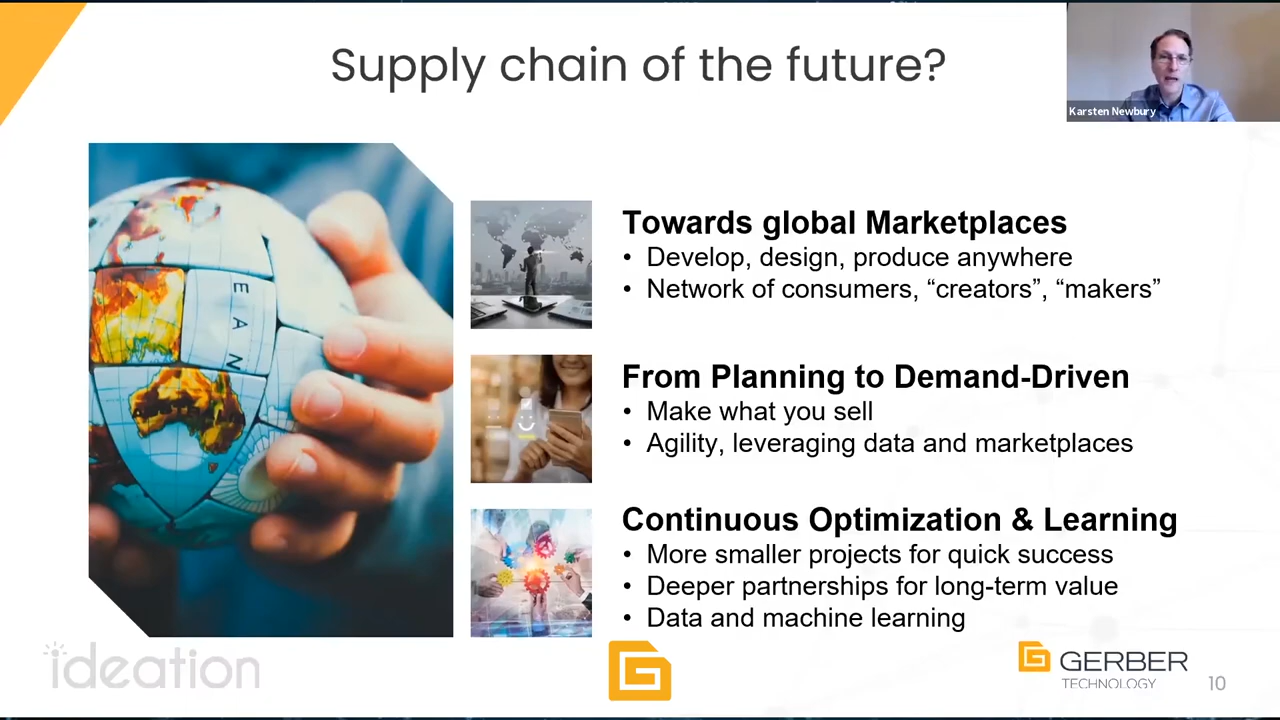 Supply chain of the future?
Karsten Newbury
E A N
Towards global Marketplaces
• Develop, design, produce anywhere
• Network of consumers, “creators”, “makers”
From Planning to Demand-Driven
• Make what you sell
• Agility, leveraging data and marketplaces
Continuous Optimization & Learning
• More smaller projects for quick success
• Deeper partnerships for long-term value
• Data and machine learning
ideation
GERBER
TECHNOLOGY
10